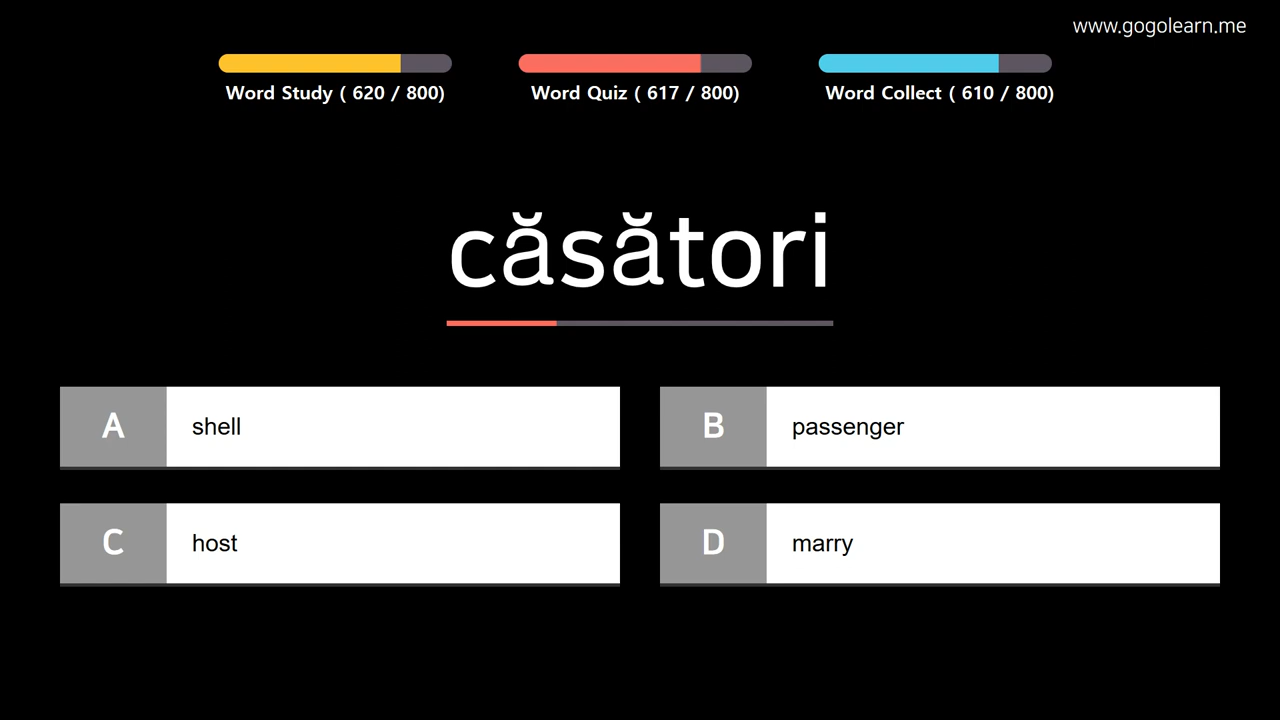 www.gogolearn.me
Word Study ( 620 / 800)
Word Quiz ( 617 / 800)
Word Collect ( 610 / 800)
căsători
A shell
B passenger
C host
D marry